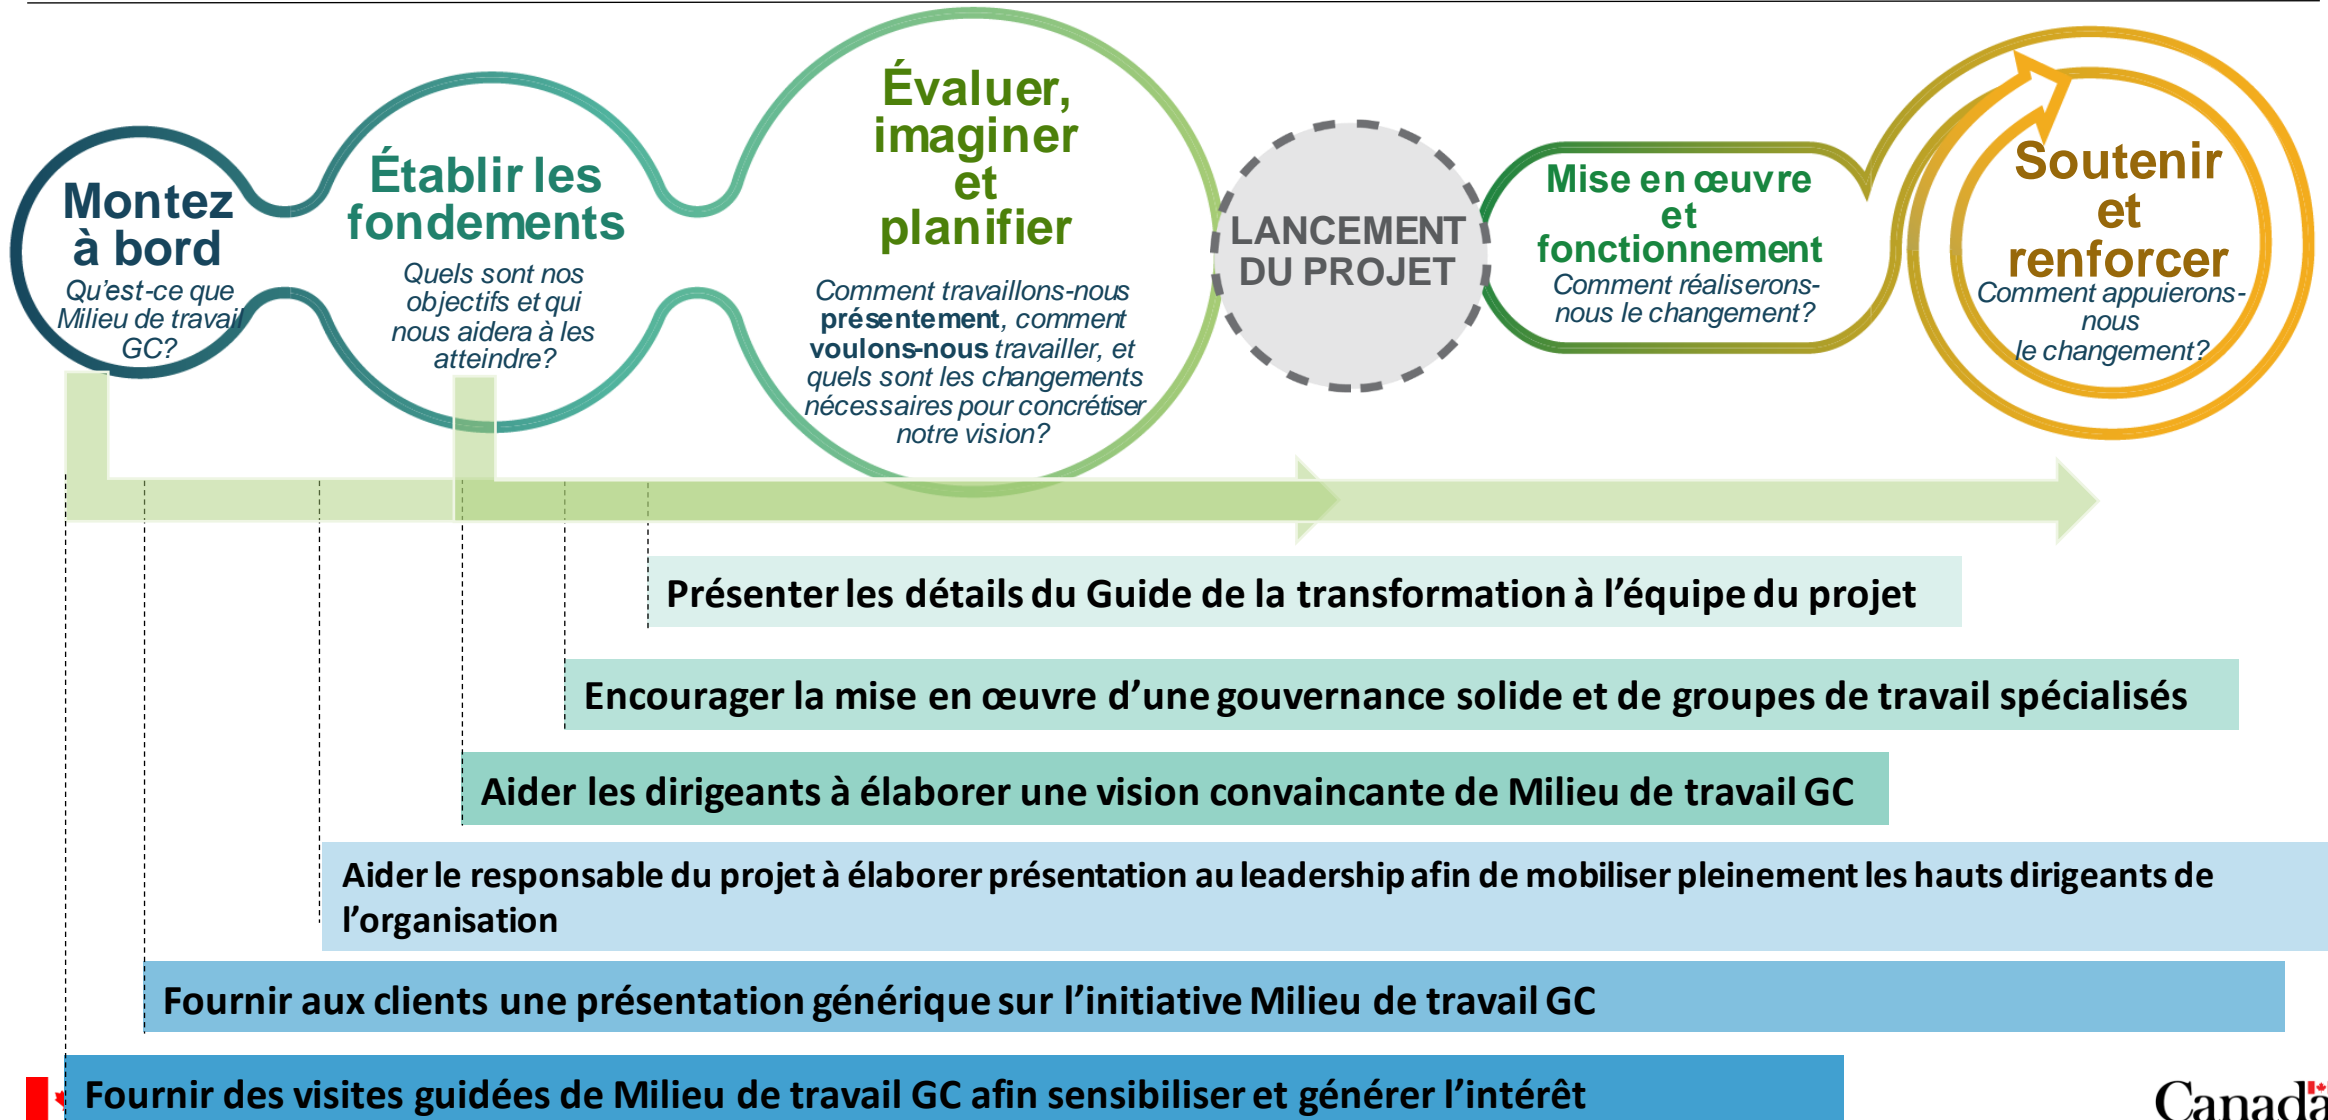 Montez
à bord
Qu'est-ce que
Milieu de travail
GC?
Établir les
fondements
Quels sont nos
objectifs et qui
nous aidera à les
atteindre?
Évaluer,
imaginer
et
planifier
Comment travaillons-nous
présentement, comment
voulons-nous travailler, et
quels sont les changements
nécessaires pour concrétiser
notre vision?
LANCEMENT
DU PROJET
Mise en œuvre
et
fonctionnement
Comment réaliserons-
nous le changement?
Soutenir
et
renforcer
Comment appuierons-
nous
le changement?
Présenter les détails du Guide de la transformation à l'équipe du projet
Encourager la mise en œuvre d'une gouvernance solide et de groupes de travail spécialisés
Aider les dirigeants à élaborer une vision convaincante de Milieu de travail GC
Aider le responsable du projet à élaborer présentation au leadership afin de mobiliser pleinement les hauts dirigeants de
l'organisation
Fournir aux clients une présentation générique sur l'initiative Milieu de travail GC
Fournir des visites guidées de Milieu de travail GC afin sensibiliser et générer l'intérêt
Canada